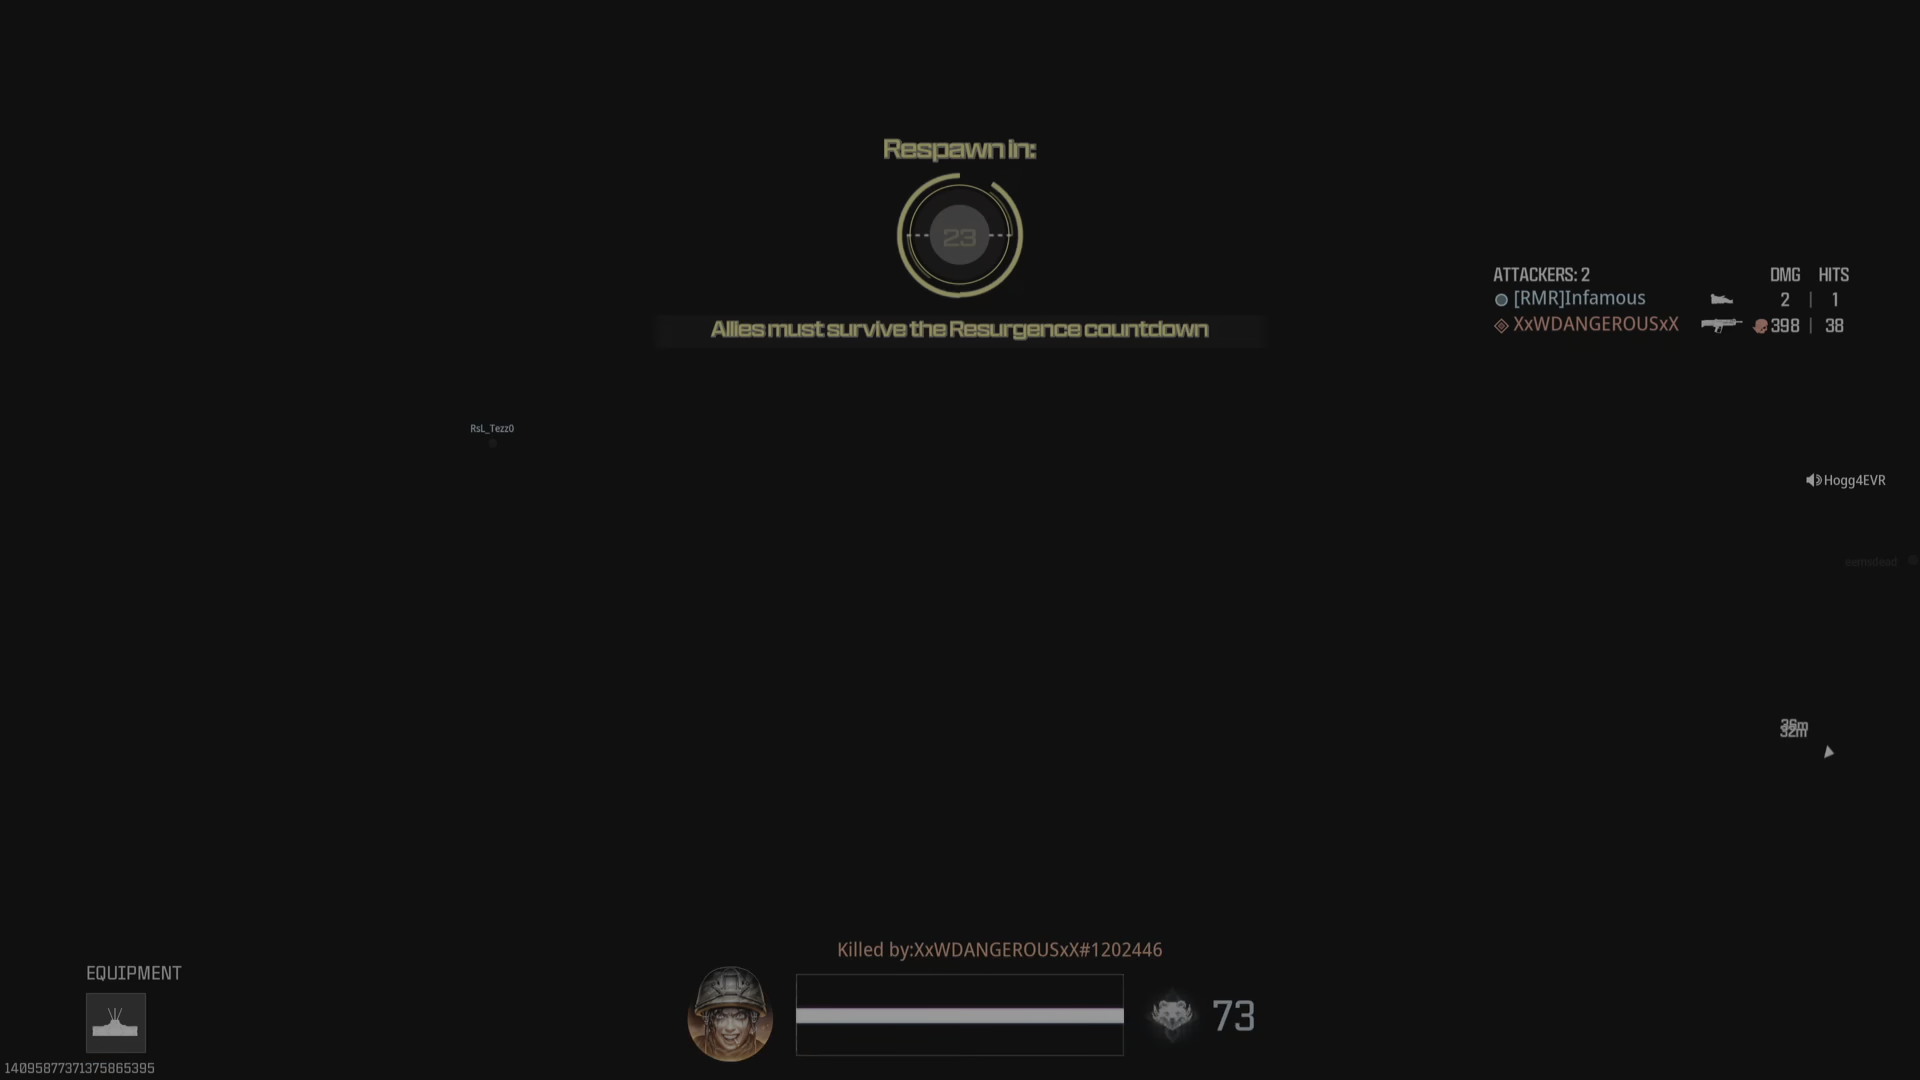 Respawn in:
23
Allies must survive the Resurgence countdown
ATTACKERS: 2 DMG HITS
[RMR]Infamous 2 | 1
XxWDANGEROUSxX 398 | 38
RsL_Tezz0
Hogg4EVR
32m
Killed by:XxWDANGEROUSxX#1202446
73
EQUIPMENT
14095877371375865395